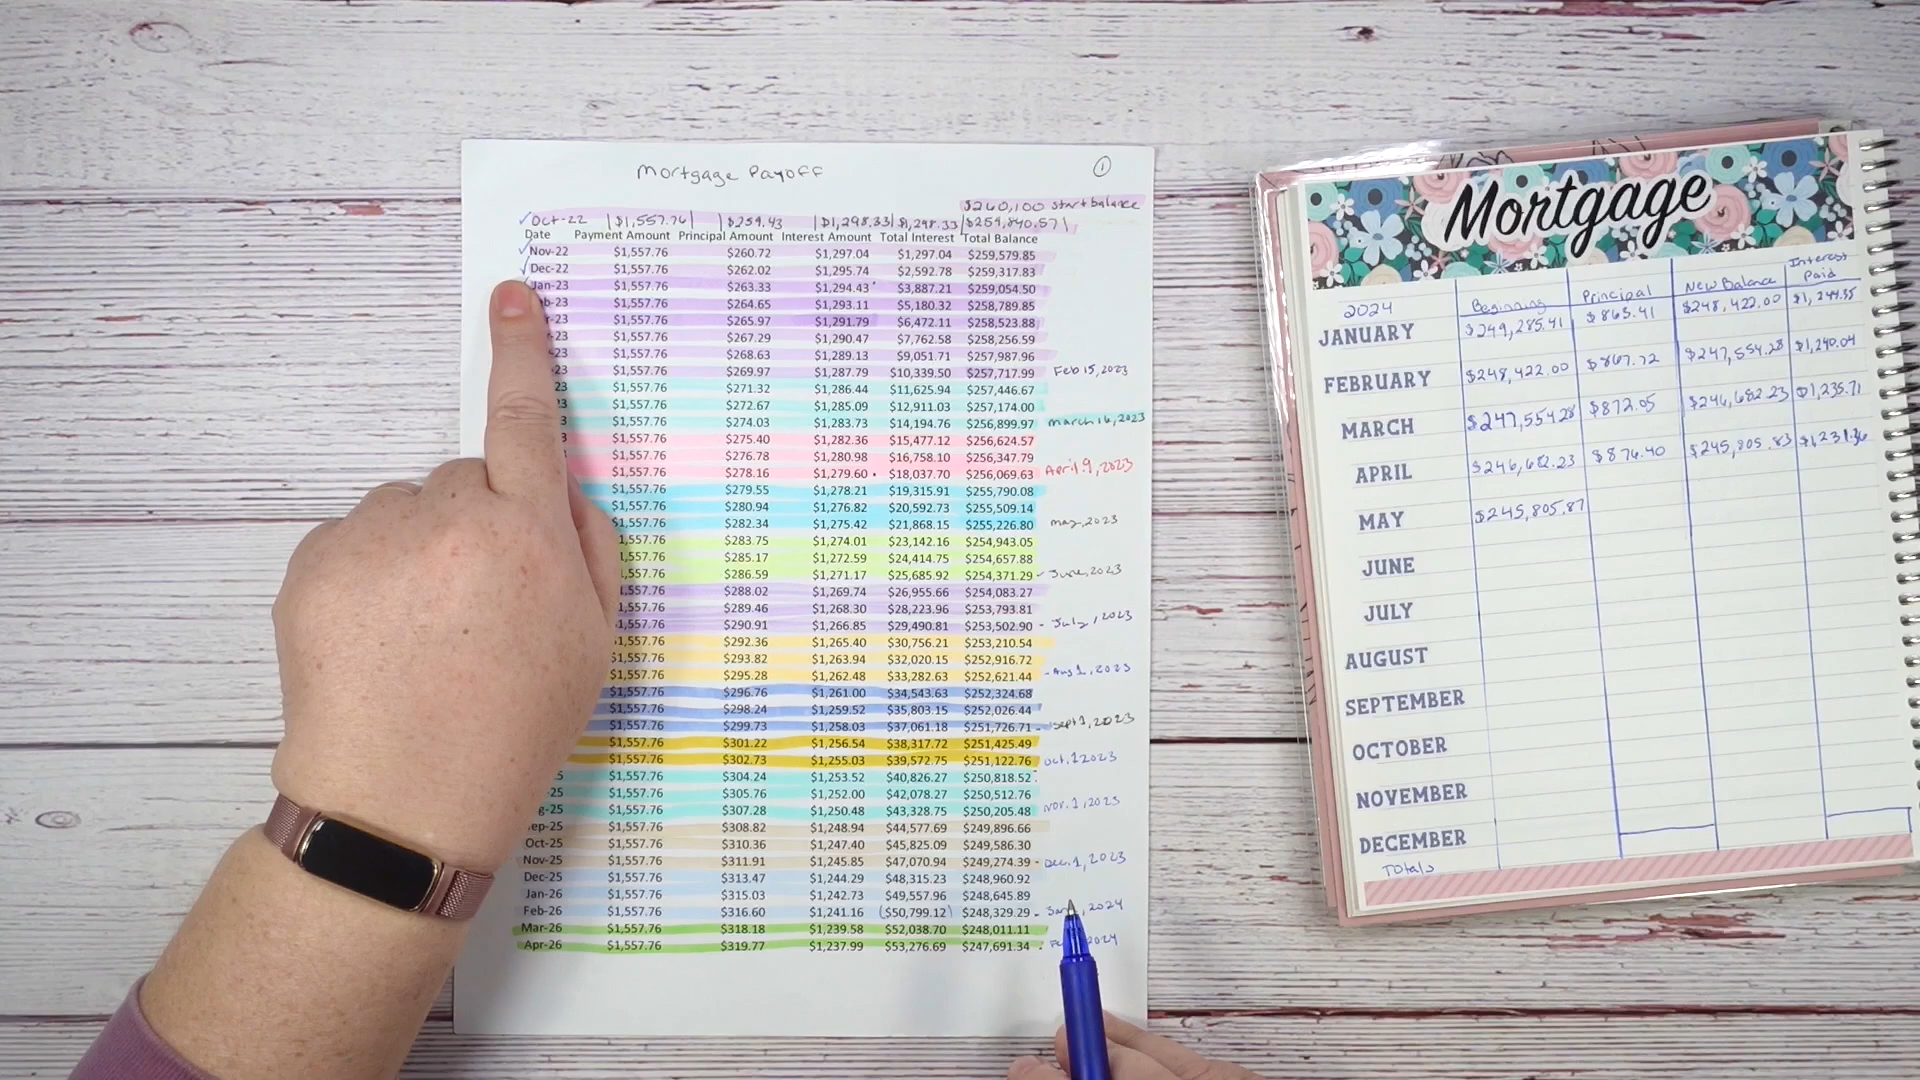 Mortgage Payoff
1
$260,100 start balance
✓ Oct-22 | $1,557.76 | $259.43 | $1,298.33 | $1,298.33 | $259,840.57 |
Date Payment Amount Principal Amount Interest Amount Total Interest Total Balance
✓ Nov-22 $1,557.76 $260.72 $1,297.04 $1,297.04 $259,579.85
✓ Dec-22 $1,557.76 $262.02 $1,295.74 $2,592.78 $259,317.83
Jan-23 $1,557.76 $263.33 $1,294.43 $3,887.21 $259,054.50
eb-23 $1,557.76 $264.65 $1,293.11 $5,180.32 $258,789.85
r-23 $1,557.76 $265.97 $1,291.79 $6,472.11 $258,523.88
-23 $1,557.76 $267.29 $1,290.47 $7,762.58 $258,256.59
-23 $1,557.76 $268.63 $1,289.13 $9,051.71 $257,987.96
-23 $1,557.76 $269.97 $1,287.79 $10,339.50 $257,717.99 Feb 15, 2023
23 $1,557.76 $271.32 $1,286.44 $11,625.94 $257,446.67
23 $1,557.76 $272.67 $1,285.09 $12,911.03 $257,174.00
3 $1,557.76 $274.03 $1,283.73 $14,194.76 $256,899.97 march 16, 2023
3 $1,557.76 $275.40 $1,282.36 $15,477.12 $256,624.57
$1,557.76 $276.78 $1,280.98 $16,758.10 $256,347.79
$1,557.76 $278.16 $1,279.60 $18,037.70 $256,069.63 April 9, 2023
$1,557.76 $279.55 $1,278.21 $19,315.91 $255,790.08
$1,557.76 $280.94 $1,276.82 $20,592.73 $255,509.14
$1,557.76 $282.34 $1,275.42 $21,868.15 $255,226.80 may, 2023
1,557.76 $283.75 $1,274.01 $23,142.16 $254,943.05
1,557.76 $285.17 $1,272.59 $24,414.75 $254,657.88
1,557.76 $286.59 $1,271.17 $25,685.92 $254,371.29 - June, 2023
$1,557.76 $288.02 $1,269.74 $26,955.66 $254,083.27
1,557.76 $289.46 $1,268.30 $28,223.96 $253,793.81
1,557.76 $290.91 $1,266.85 $29,490.81 $253,502.90 - July 1, 2023
$1,557.76 $292.36 $1,265.40 $30,756.21 $253,210.54
$1,557.76 $293.82 $1,263.94 $32,020.15 $252,916.72
$1,557.76 $295.28 $1,262.48 $33,282.63 $252,621.44 - Aug 1, 2023
$1,557.76 $296.76 $1,261.00 $34,543.63 $252,324.68
$1,557.76 $298.24 $1,259.52 $35,803.15 $252,026.44
$1,557.76 $299.73 $1,258.03 $37,061.18 $251,726.71 - Sept 1, 2023
$1,557.76 $301.22 $1,256.54 $38,317.72 $251,425.49
$1,557.76 $302.73 $1,255.03 $39,572.75 $251,122.76 Oct. 1 2023
5 $1,557.76 $304.24 $1,253.52 $40,826.27 $250,818.52
-25 $1,557.76 $305.76 $1,252.00 $42,078.27 $250,512.76
g-25 $1,557.76 $307.28 $1,250.48 $43,328.75 $250,205.48 Nov. 1, 2023
ep-25 $1,557.76 $308.82 $1,248.94 $44,577.69 $249,896.66
Oct-25 $1,557.76 $310.36 $1,247.40 $45,825.09 $249,586.30
Nov-25 $1,557.76 $311.91 $1,245.85 $47,070.94 $249,274.39 - Dec. 1, 2023
Dec-25 $1,557.76 $313.47 $1,244.29 $48,315.23 $248,960.92
Jan-26 $1,557.76 $315.03 $1,242.73 $49,557.96 $248,645.89
Feb-26 $1,557.76 $316.60 $1,241.16 ($50,799.12) $248,329.29 - Jan , 2024
Mar-26 $1,557.76 $318.18 $1,239.58 $52,038.70 $248,011.11
Apr-26 $1,557.76 $319.77 $1,237.99 $53,276.69 $247,691.34 - Fe 2024
Mortgage
2024 Beginning Principal New Balance Interest Paid
JANUARY $249,285.41 $863.41 $248,422.00 $1,244.35
FEBRUARY $248,422.00 $867.72 $247,554.28 $1,240.04
MARCH $247,554.28 $872.05 $246,682.23 $1,235.71
APRIL $246,682.23 $876.40 $245,805.83 $1,231.36
MAY $245,805.87
JUNE
JULY
AUGUST
SEPTEMBER
OCTOBER
NOVEMBER
DECEMBER
Totals